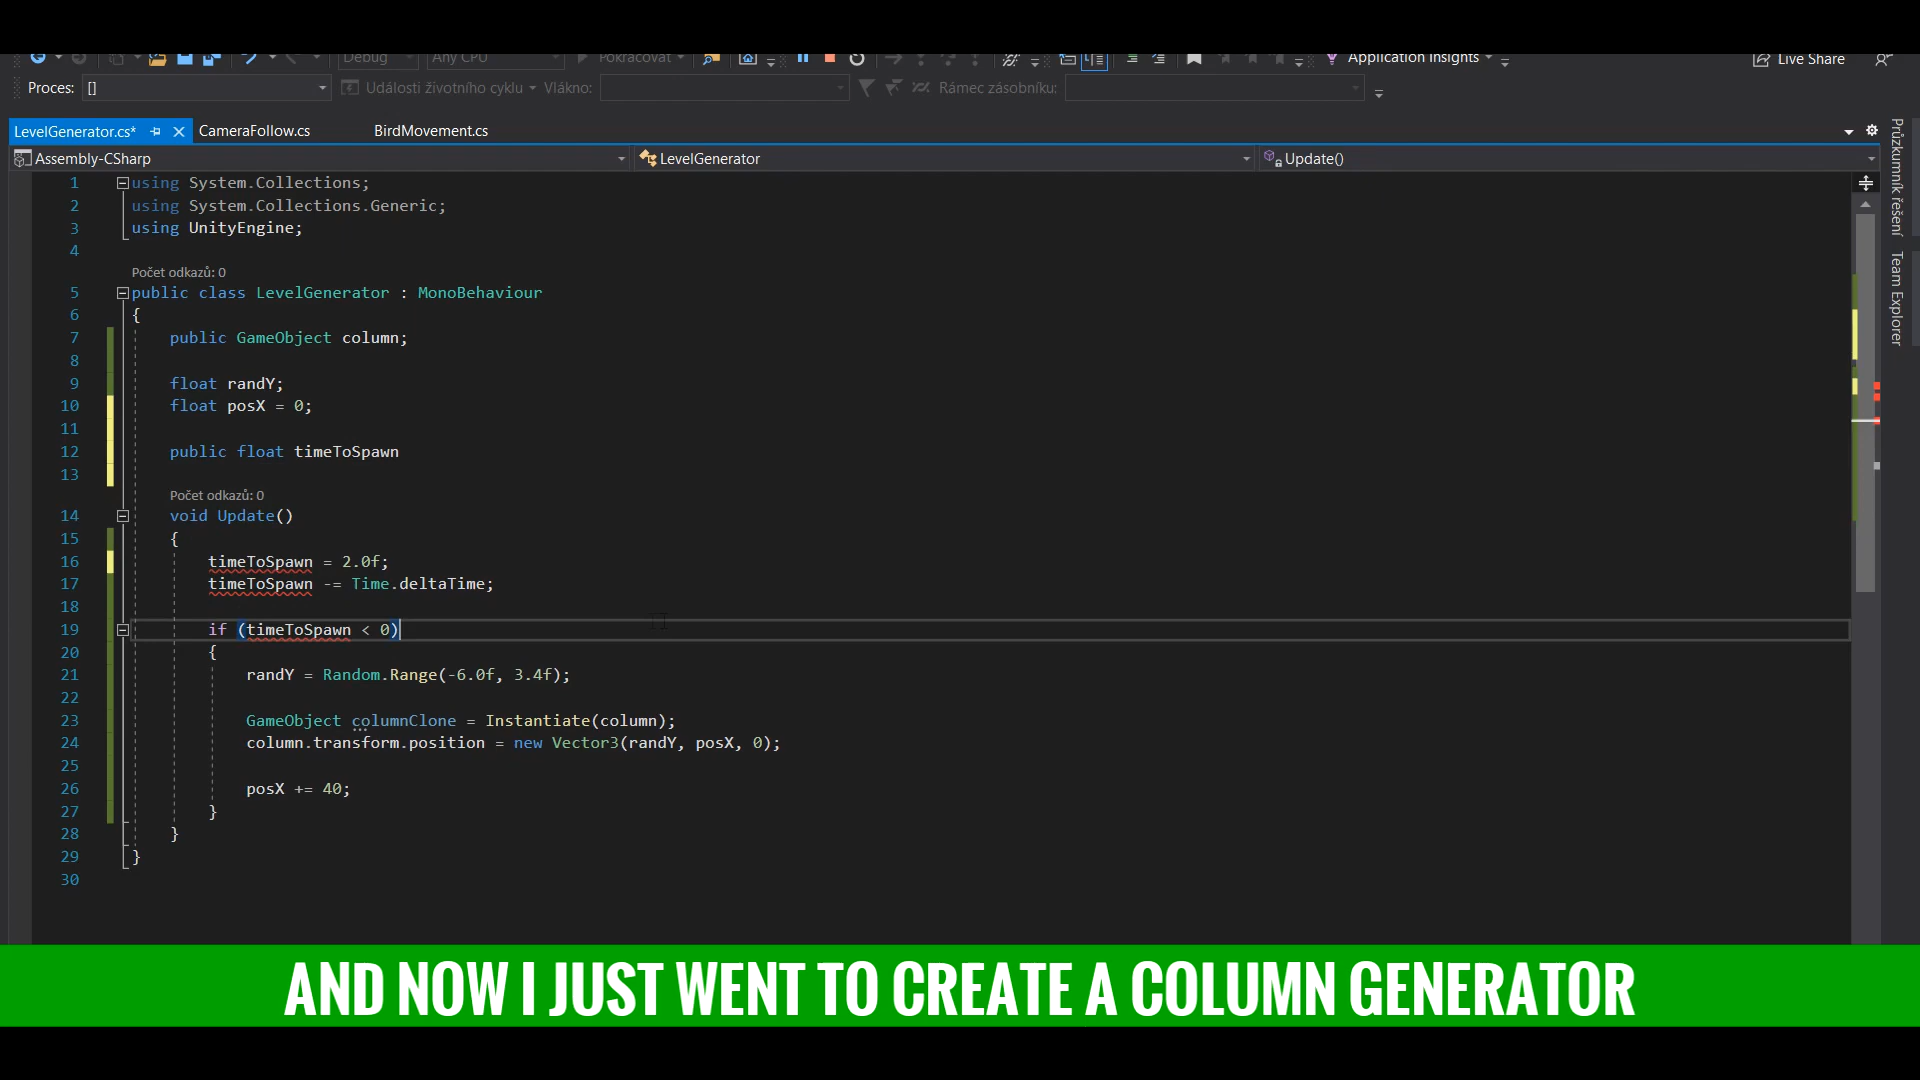 Debug Any CPU Pokračovat Application Insights Live Share
Proces: [] Události životního cyklu Vlákno: Rámec zásobníku:
LevelGenerator.cs* CameraFollow.cs BirdMovement.cs
Assembly-CSharp LevelGenerator Update()
1 using System.Collections;
2 using System.Collections.Generic;
3 using UnityEngine;
4
Počet odkazů: 0
5 public class LevelGenerator : MonoBehaviour
6 {
7 public GameObject column;
8
9 float randY;
10 float posX = 0;
11
12 public float timeToSpawn
13
Počet odkazů: 0
14 void Update()
15 {
16 timeToSpawn = 2.0f;
17 timeToSpawn -= Time.deltaTime;
18
19 if (timeToSpawn < 0)
20 {
21 randY = Random.Range(-6.0f, 3.4f);
22
23 GameObject columnClone = Instantiate(column);
24 column.transform.position = new Vector3(randY, posX, 0);
25
26 posX += 40;
27 }
28 }
29 }
30
Průzkumník řešení
Team Explorer
AND NOW I JUST WENT TO CREATE A COLUMN GENERATOR